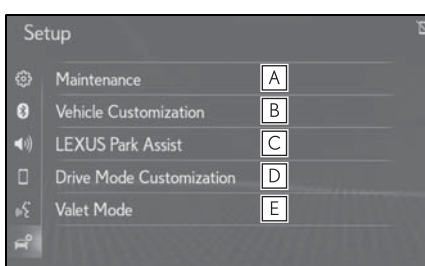 Setup
Maintenance A
Vehicle Customization B
LEXUS Park Assist C
Drive Mode Customization D
Valet Mode E